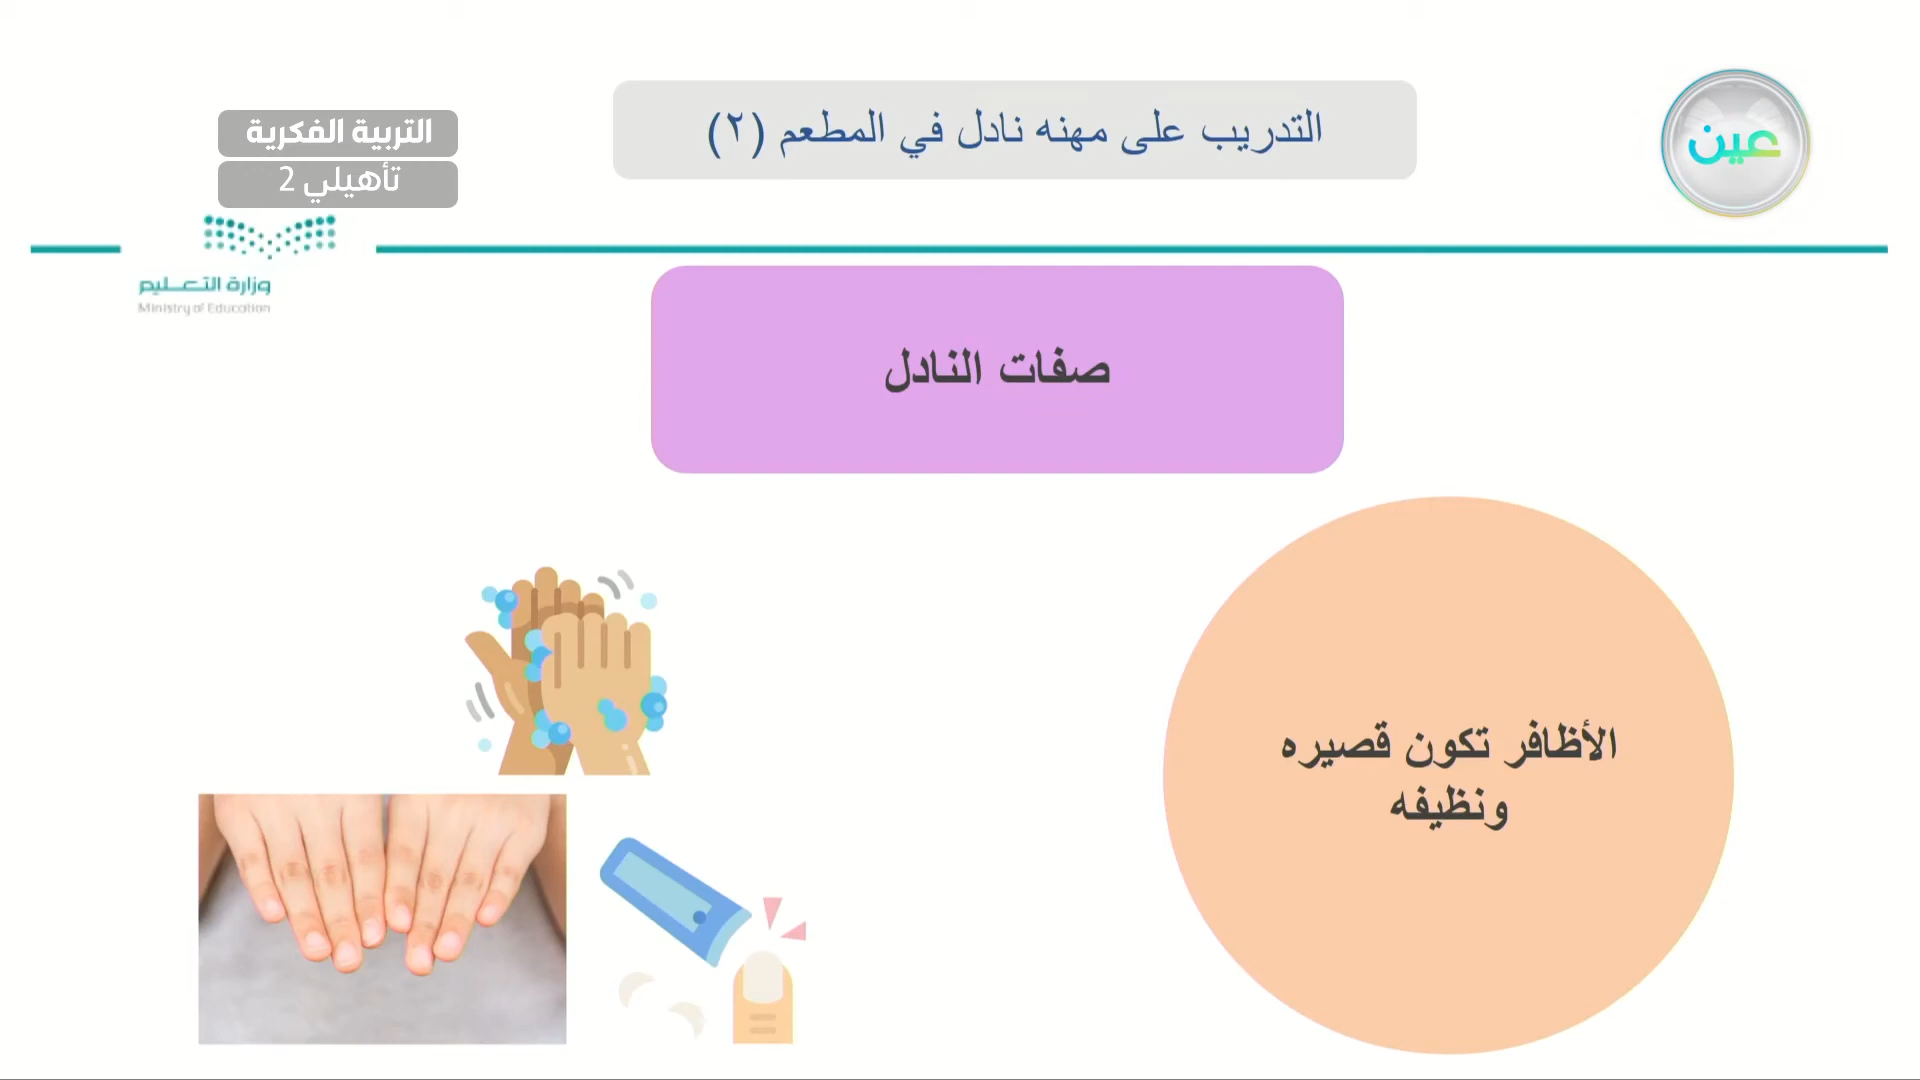 عين
التدريب على مهنه نادل في المطعم (٢)
التربية الفكرية
تأهيلي 2
وزارة التعليم
Ministry of Education
صفات النادل
الأظافر تكون قصيره
ونظيفه